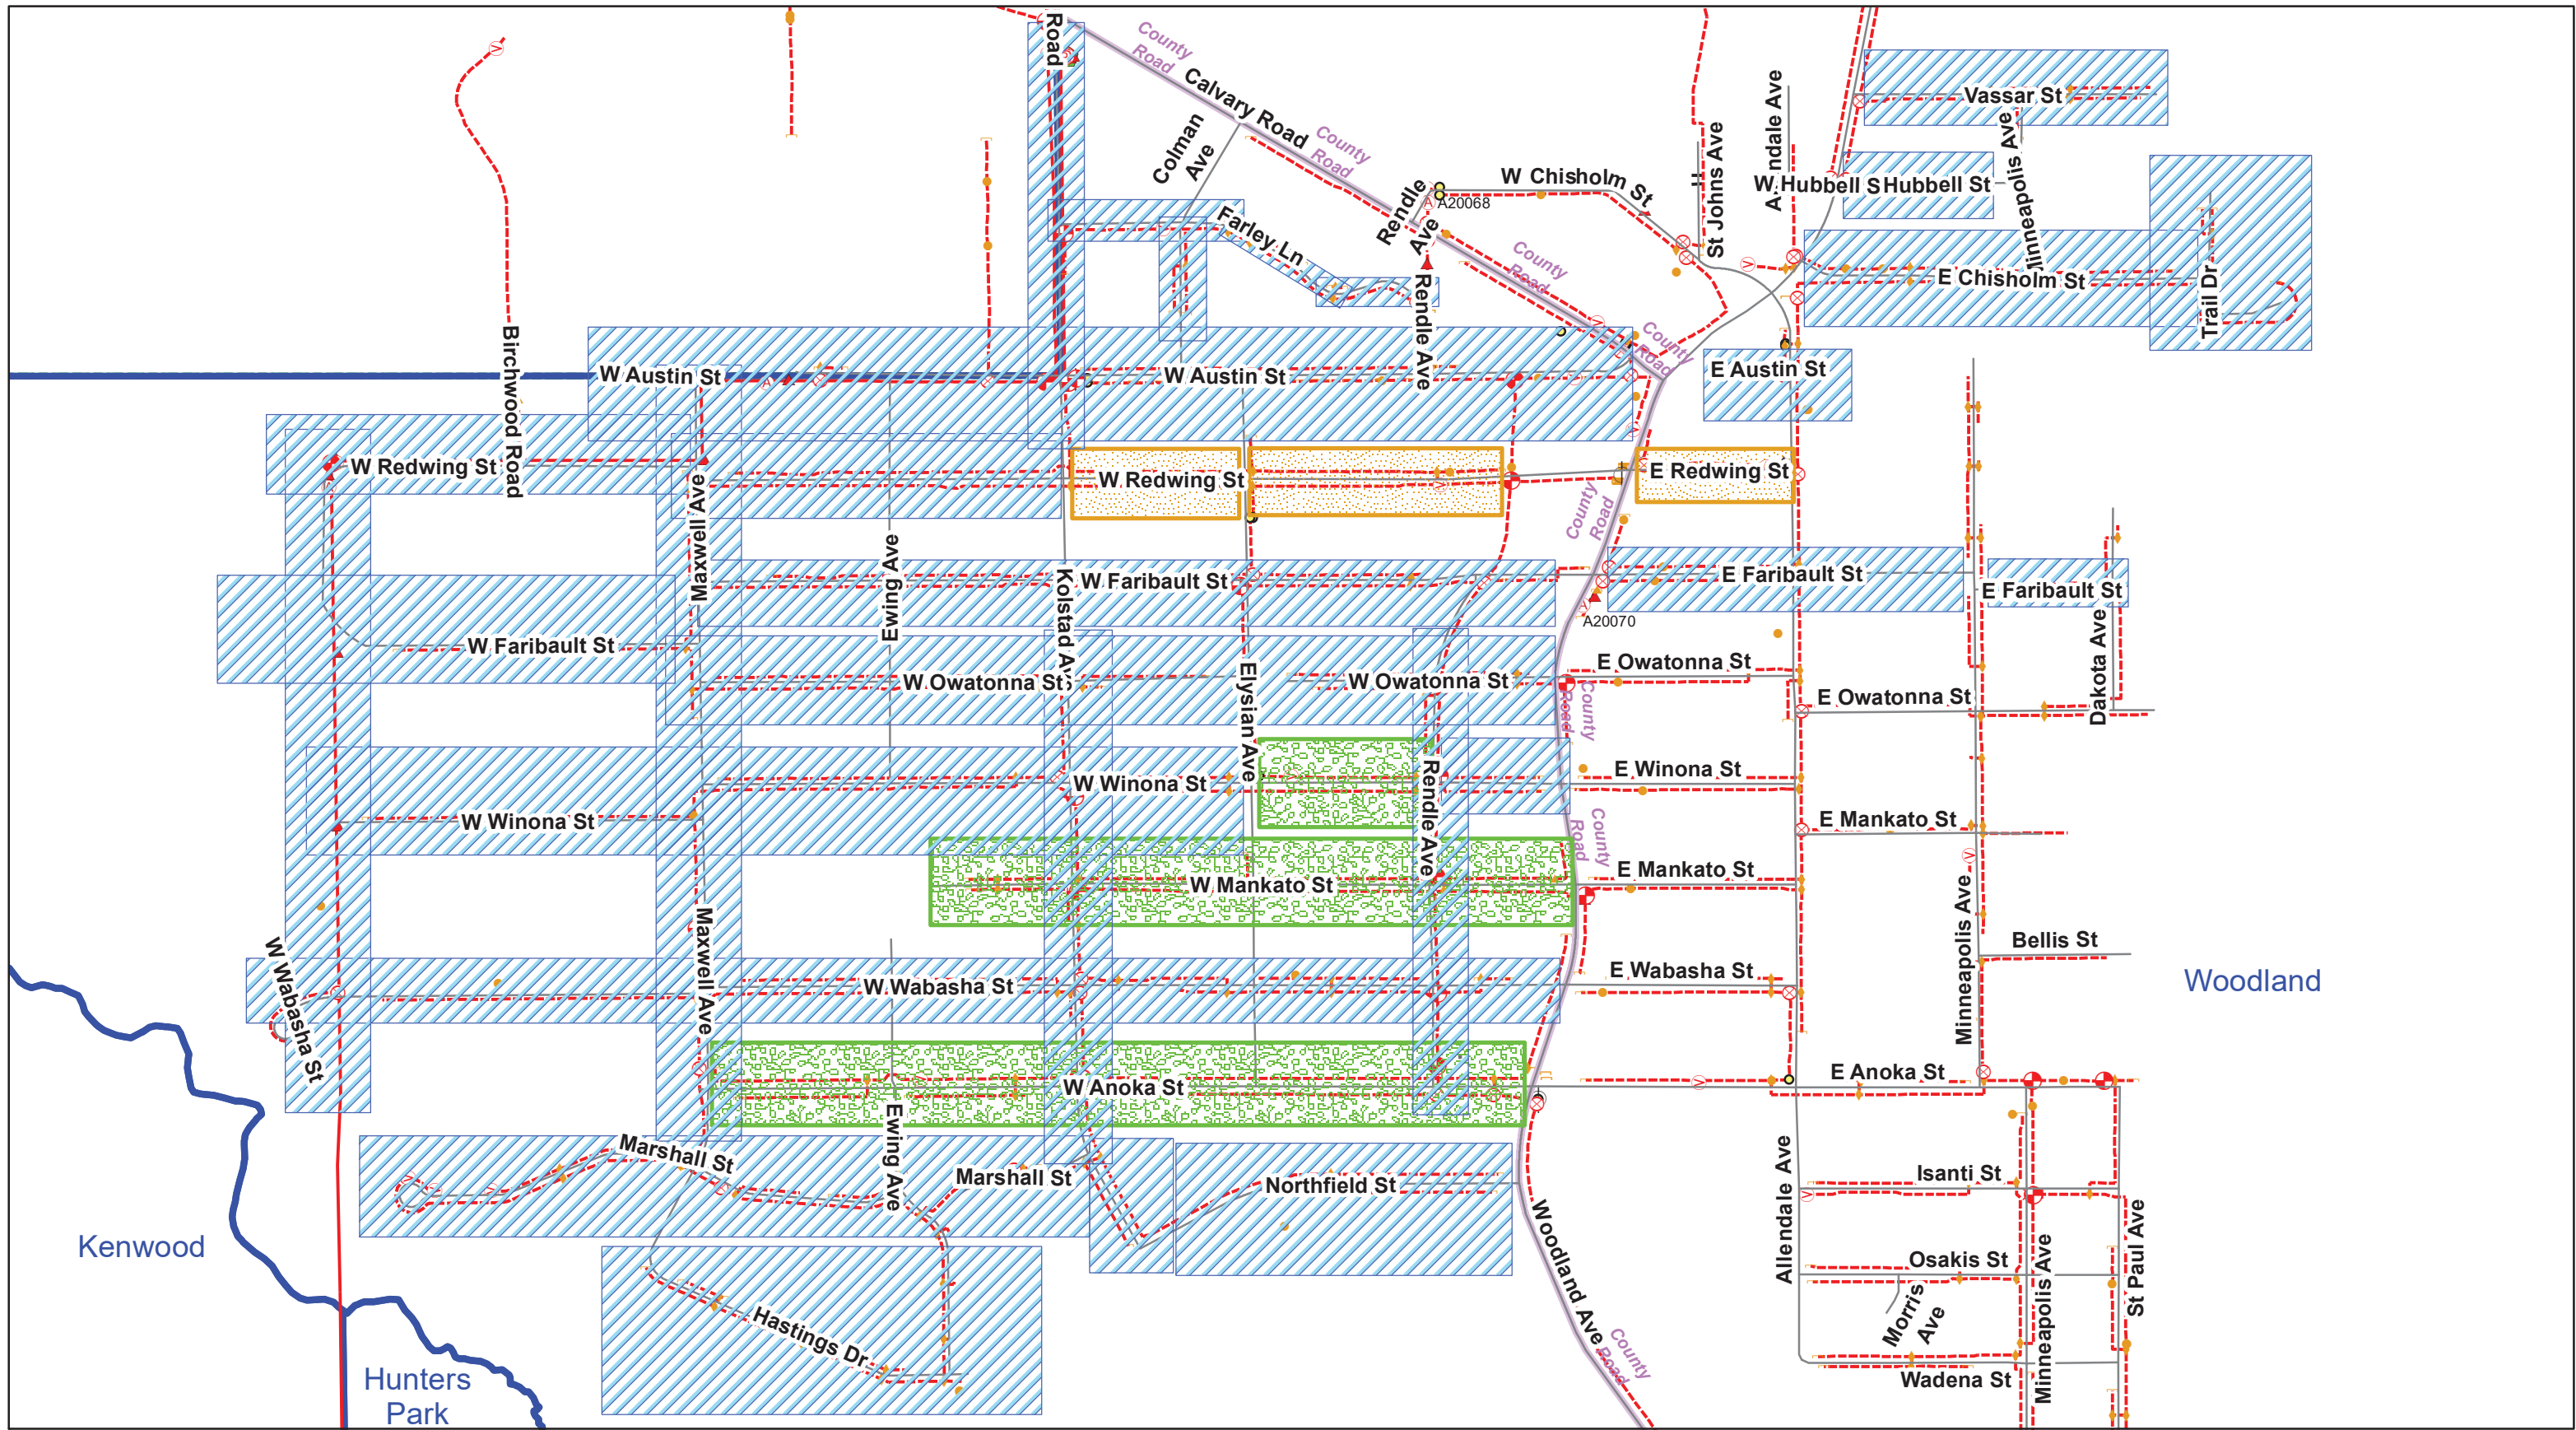 Road
County
Road
Calvary Road
Colman
Ave
County
Road
W Chisholm St
Rendle
Ave
A20068
St Johns Ave
Vassar St
Minneapolis Ave
Hubbell St
Farley Ln
County
Road
E Chisholm St
Trail Dr
Birchwood Road
W Austin St
W Austin St
Rendle Ave
County
Road
E Austin St
W Redwing St
Maxwell Ave
W Redwing St
E Redwing St
County
Road
Ewing Ave
Kolstad Ave
W Faribault St
E Faribault St
E Faribault St
A20070
W Faribault St
Dakota Ave
W Owatonna St
Elysian Ave
W Owatonna St
E Owatonna St
County
Road
E Owatonna St
W Winona St
Rendle Ave
E Winona St
W Winona St
County
Road
E Mankato St
W Mankato St
E Mankato St
Maxwell Ave
Minneapolis Ave
Bellis St
W Wabasha St
W Wabasha St
E Wabasha St
Woodland
W Anoka St
E Anoka St
Ewing Ave
Marshall St
Marshall St
Northfield St
Isanti St
Allendale Ave
Woodland Ave
St Paul Ave
Kenwood
Osakis St
Morris
Ave
Minneapolis Ave
Hastings Dr
County
Road
Wadena St
Hunters
Park